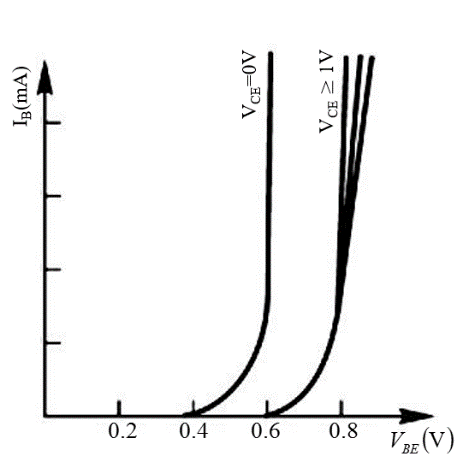 I_B(mA)
V_CE=0V
V_CE ≥ 1V
0.2 0.4 0.6 0.8
V_BE(V)